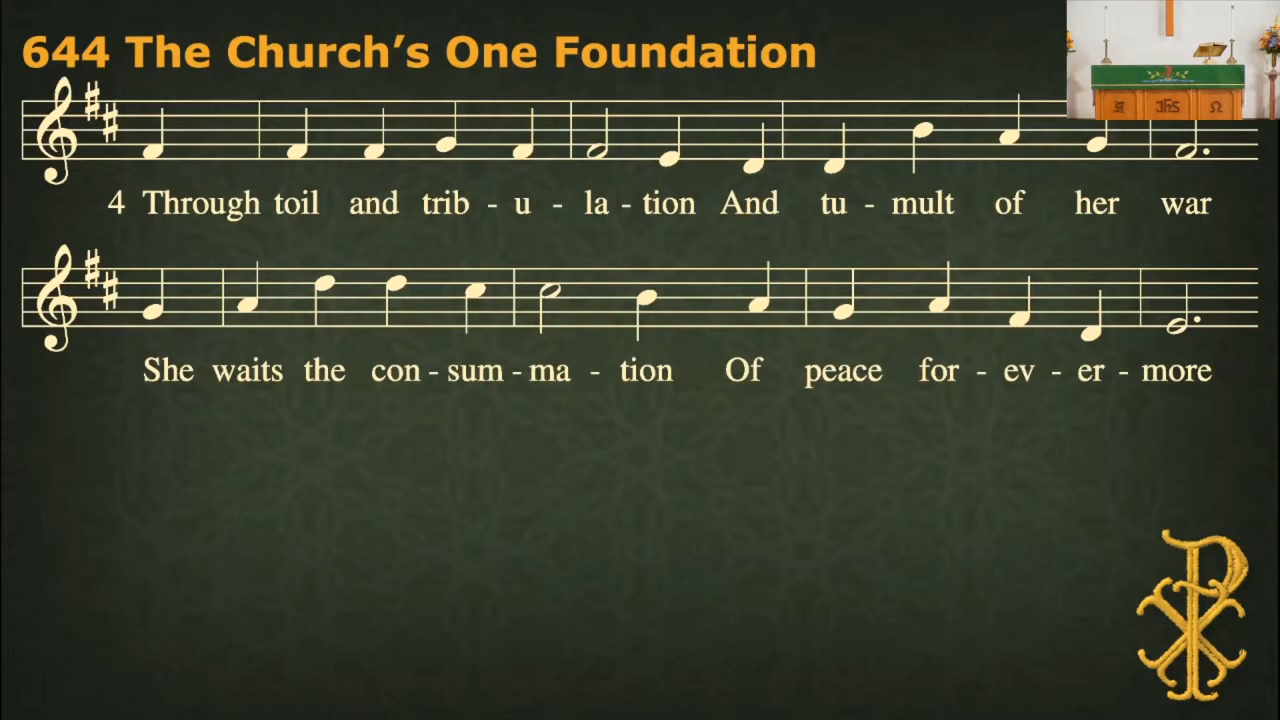 644 The Church’s One Foundation
4 Through toil and trib - u - la - tion And tu - mult of her war
She waits the con - sum - ma - tion Of peace for - ev - er - more
IHS Ω